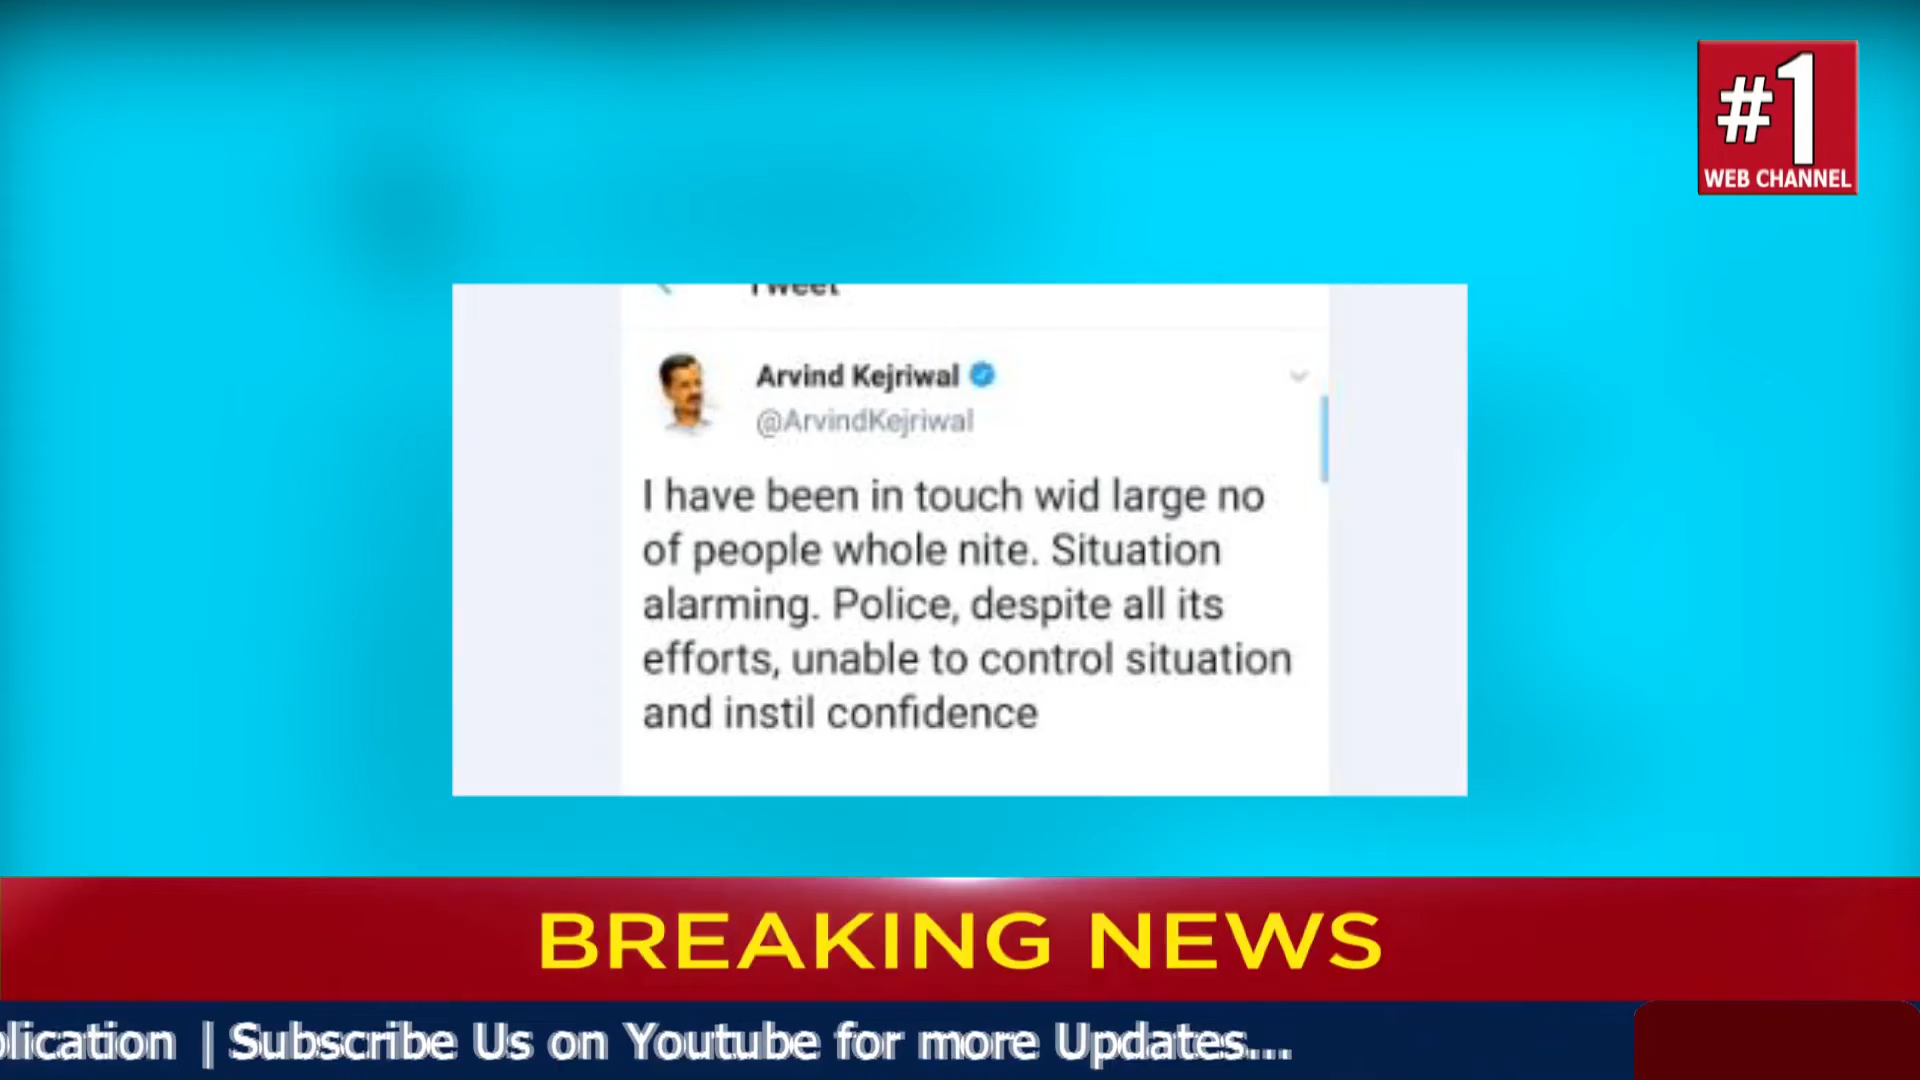 #1
WEB CHANNEL
Tweet
Arvind Kejriwal
@ArvindKejriwal
I have been in touch wid large no
of people whole nite. Situation
alarming. Police, despite all its
efforts, unable to control situation
and instil confidence
BREAKING NEWS
plication | Subscribe Us on Youtube for more Updates...